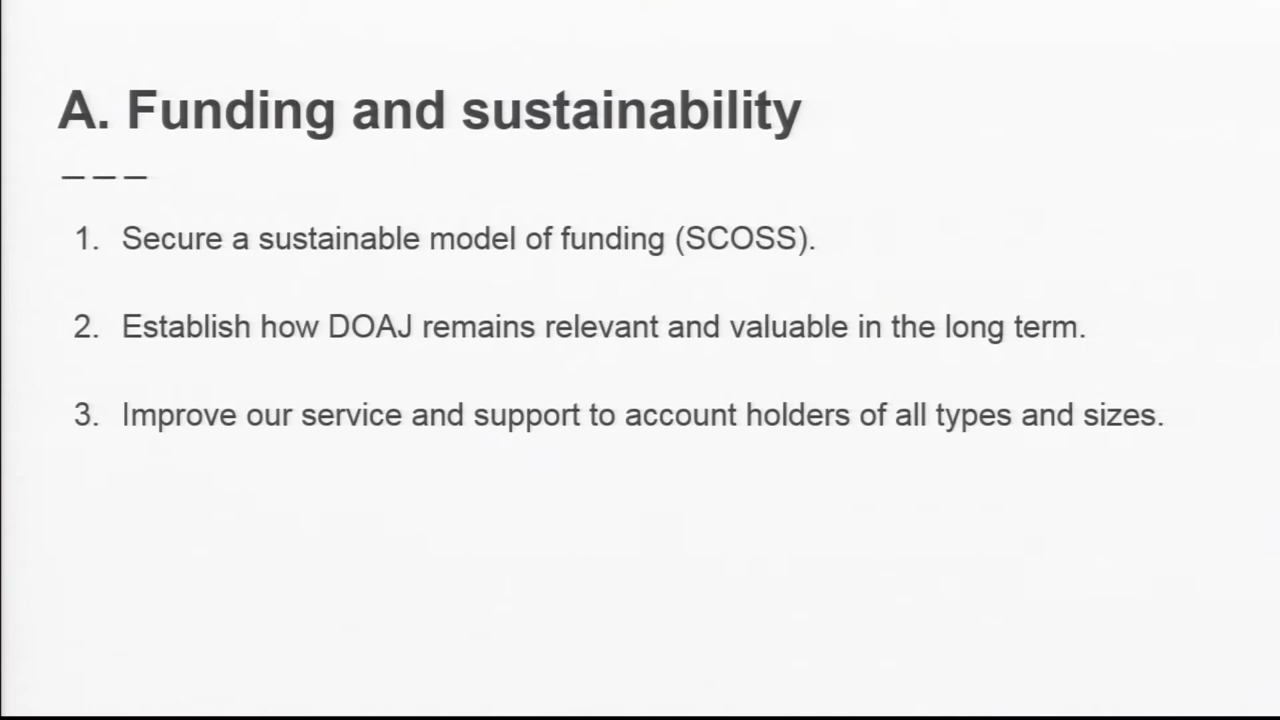 A. Funding and sustainability
1. Secure a sustainable model of funding (SCOSS).
2. Establish how DOAJ remains relevant and valuable in the long term.
3. Improve our service and support to account holders of all types and sizes.